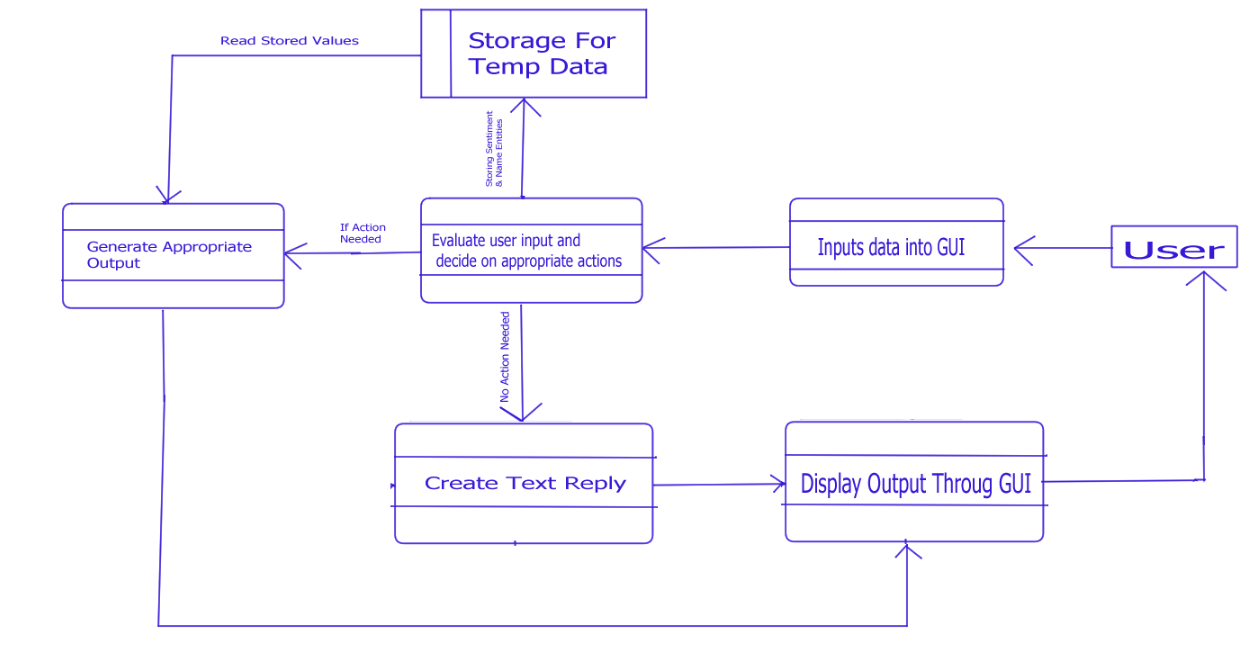 Read Stored Values
Storage For
Temp Data
Storing Sentiment
& Name Entities
Generate Appropriate
Output
If Action
Needed
Evaluate user input and
decide on appropriate actions
Inputs data into GUI
User
No Action Needed
Create Text Reply
Display Output Throug GUI